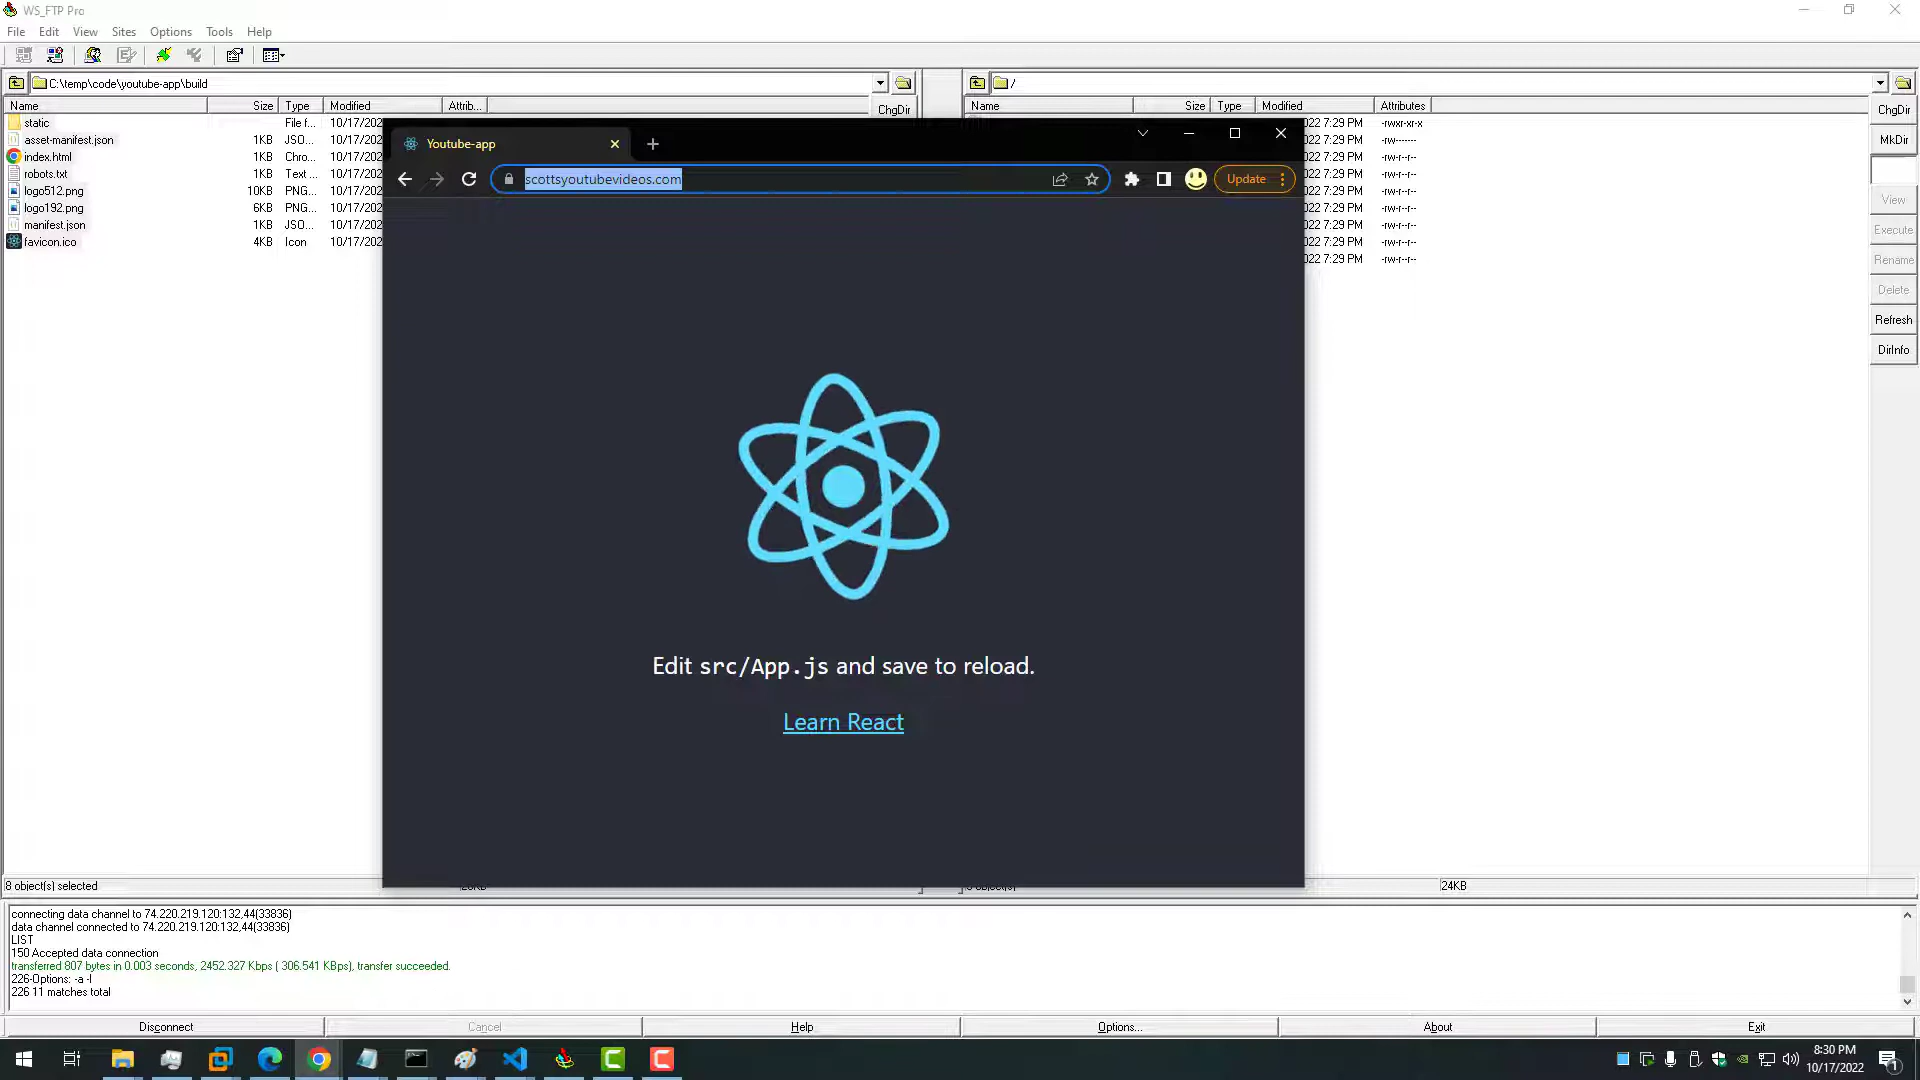 WS_FTP Pro
File Edit View Sites Options Tools Help
C:\temp\code\youtube-app\build
/
Name Size Type Modified Attrib...
ChgDir
Name Size Type Modified Attributes
ChgDir
static File f... 10/17/202
asset-manifest.json 1KB JSO... 10/17/202
index.html 1KB Chro... 10/17/202
robots.txt 1KB Text ... 10/17/202
logo512.png 10KB PNG... 10/17/202
logo192.png 6KB PNG... 10/17/202
manifest.json 1KB JSO... 10/17/202
favicon.ico 4KB Icon 10/17/202
Youtube-app
scottsyoutubevideos.com
Update
Edit src/App.js and save to reload.
Learn React
022 7:29 PM -rwxr-xr-x
022 7:29 PM -rw-------
022 7:29 PM -rw-r--r--
022 7:29 PM -rw-r--r--
022 7:29 PM -rw-r--r--
022 7:29 PM -rw-r--r--
022 7:29 PM -rw-r--r--
022 7:29 PM -rw-r--r--
022 7:29 PM -rw-r--r--
MkDir
View
Execute
Rename
Delete
Refresh
DirInfo
8 object(s) selected
24KB
connecting data channel to 74.220.219.120:132,44(33836)
data channel connected to 74.220.219.120:132,44(33836)
LIST
150 Accepted data connection
transferred 807 bytes in 0.003 seconds, 2452.327 Kbps ( 306.541 KBps), transfer succeeded.
226-Options: -a -l
226 11 matches total
Disconnect Cancel Help Options... About Exit
8:30 PM
10/17/2022
1